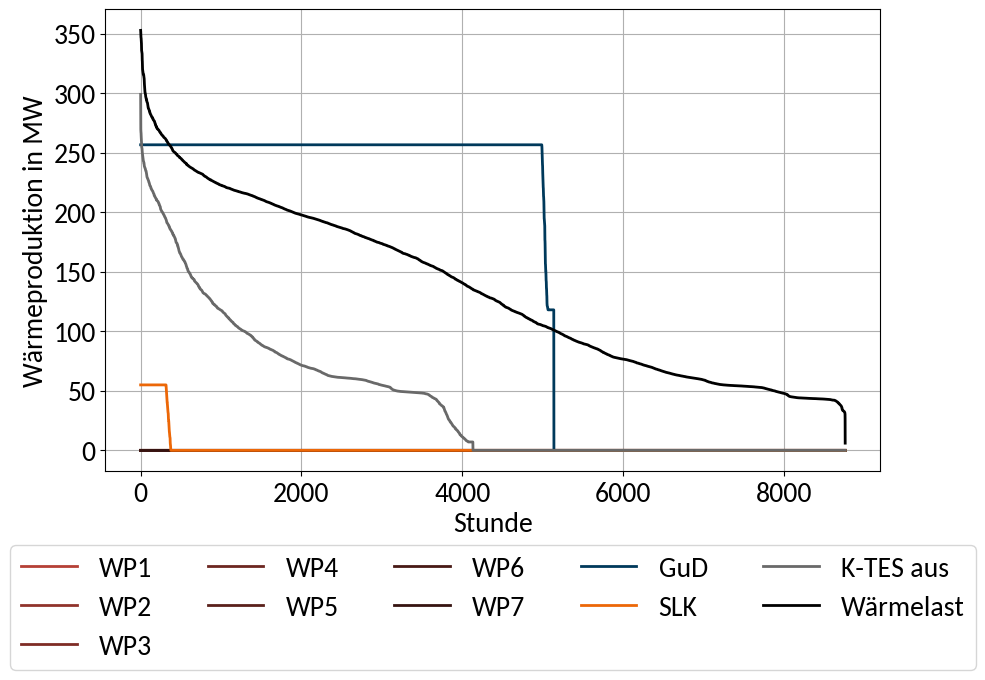 350
300
250
200
150
100
50
0
Wärmeproduktion in MW
0 2000 4000 6000 8000
Stunde
WP1 WP4 WP6 GuD K-TES aus
WP2 WP5 WP7 SLK Wärmelast
WP3